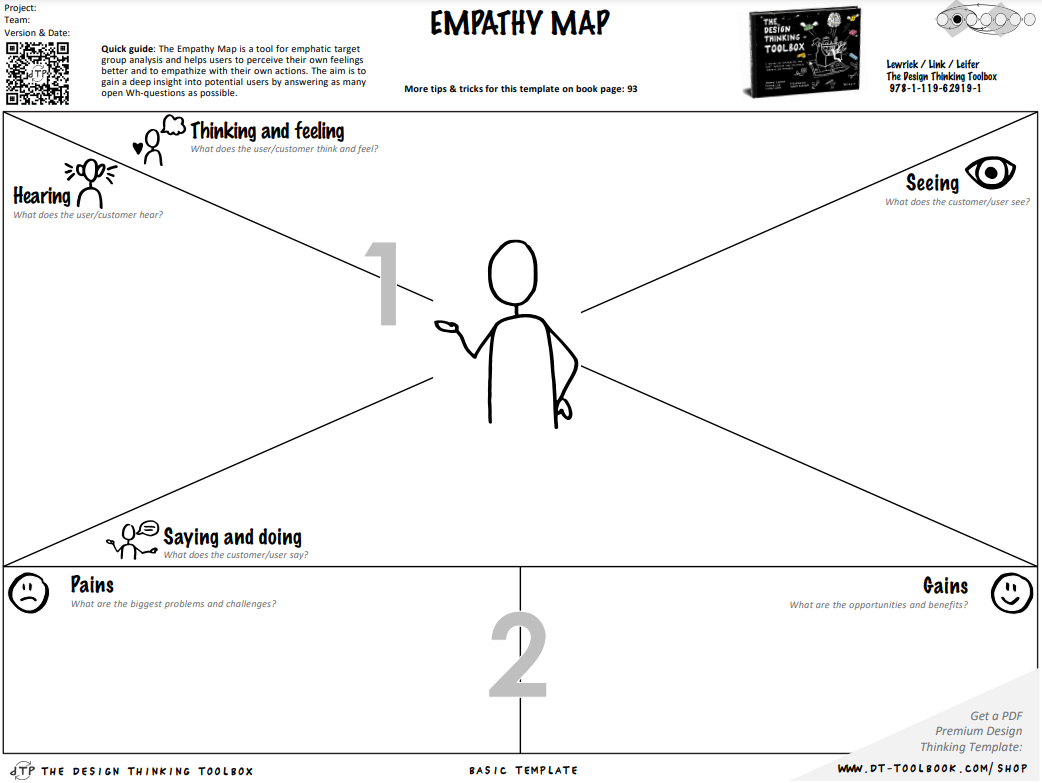 Project:
Team:
Version & Date:
dTP
Quick guide: The Empathy Map is a tool for emphatic target
group analysis and helps users to perceive their own feelings
better and to empathize with their own actions. The aim is to
gain a deep insight into potential users by answering as many
open Wh-questions as possible.
EMPATHY MAP
More tips & tricks for this template on book page: 93
THE
DESIGN
THINKING
TOOLBOX
Lewrick / Link / Leifer
The Design Thinking Toolbox
978-1-119-62919-1
Thinking and feeling
What does the user/customer think and feel?
Hearing
What does the user/customer hear?
Seeing
What does the customer/user see?
1
Saying and doing
What does the customer/user say?
Pains
What are the biggest problems and challenges?
Gains
What are the opportunities and benefits?
2
Get a PDF
Premium Design
Thinking Template:
dTP THE DESIGN THINKING TOOLBOX
BASIC TEMPLATE
WWW.DT-TOOLBOOK.COM/SHOP